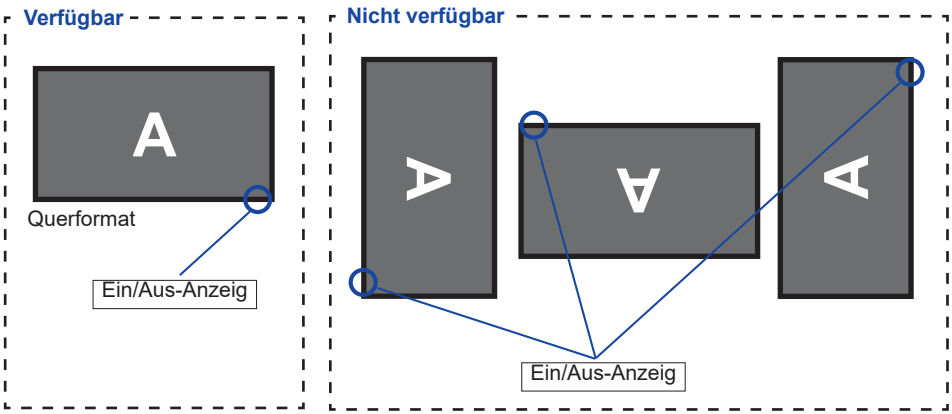 Verfügbar
A
Querformat
Ein/Aus-Anzeig
Nicht verfügbar
A
A
A
Ein/Aus-Anzeig